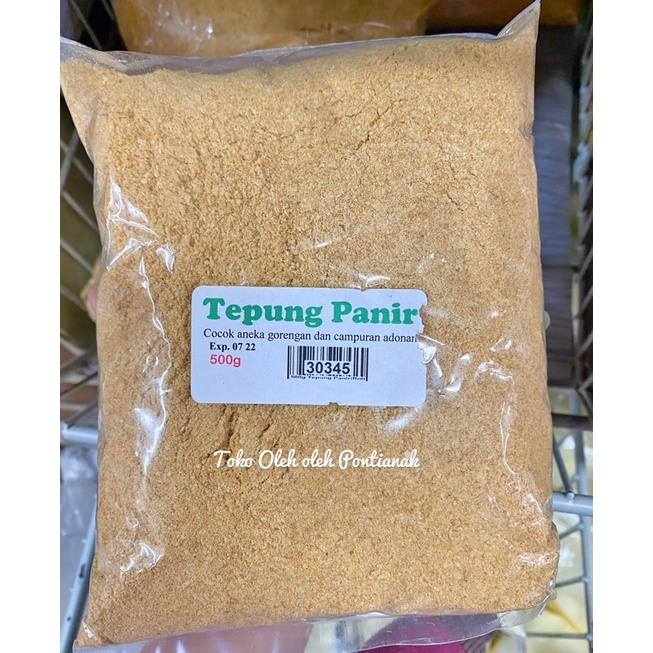 Tepung Panir
Cocok aneka gorengan dan campuran adonan
Exp. 07 22
500g
30345
Toko Oleh oleh Pontianak